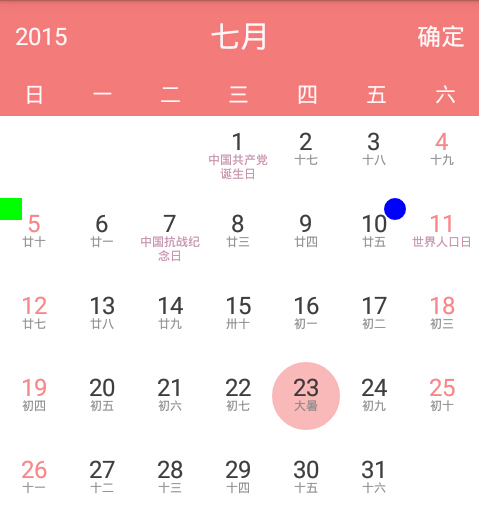 2015 七月 确定
日 一 二 三 四 五 六
1 2 3 4
中国共产党 十七 十八 十九
诞生日
5 6 7 8 9 10 11
廿十 廿一 中国抗战纪 廿三 廿四 廿五 世界人口日
念日
12 13 14 15 16 17 18
廿七 廿八 廿九 卅十 初一 初二 初三
19 20 21 22 23 24 25
初四 初五 初六 初七 大暑 初九 初十
26 27 28 29 30 31
十一 十二 十三 十四 十五 十六